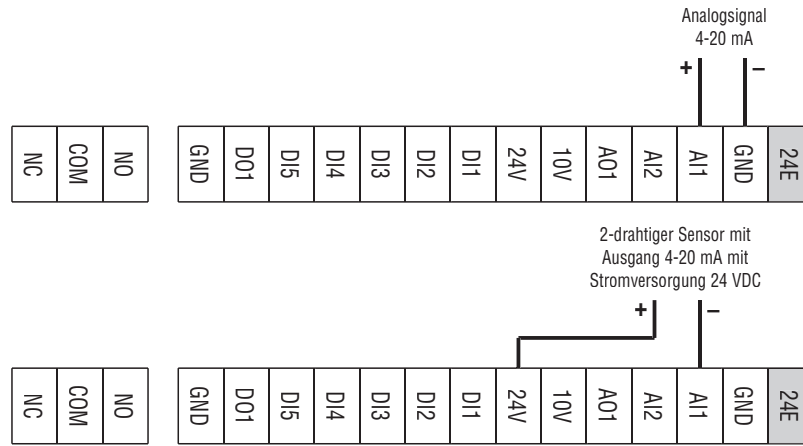 Analogsignal
4-20 mA
+ –
NC COM NO GND DO1 DI5 DI4 DI3 DI2 DI1 24V 10V AO1 AI2 AI1 GND 24E
2-drahtiger Sensor mit
Ausgang 4-20 mA mit
Stromversorgung 24 VDC
+ –
NC COM NO GND DO1 DI5 DI4 DI3 DI2 DI1 24V 10V AO1 AI2 AI1 GND 24E